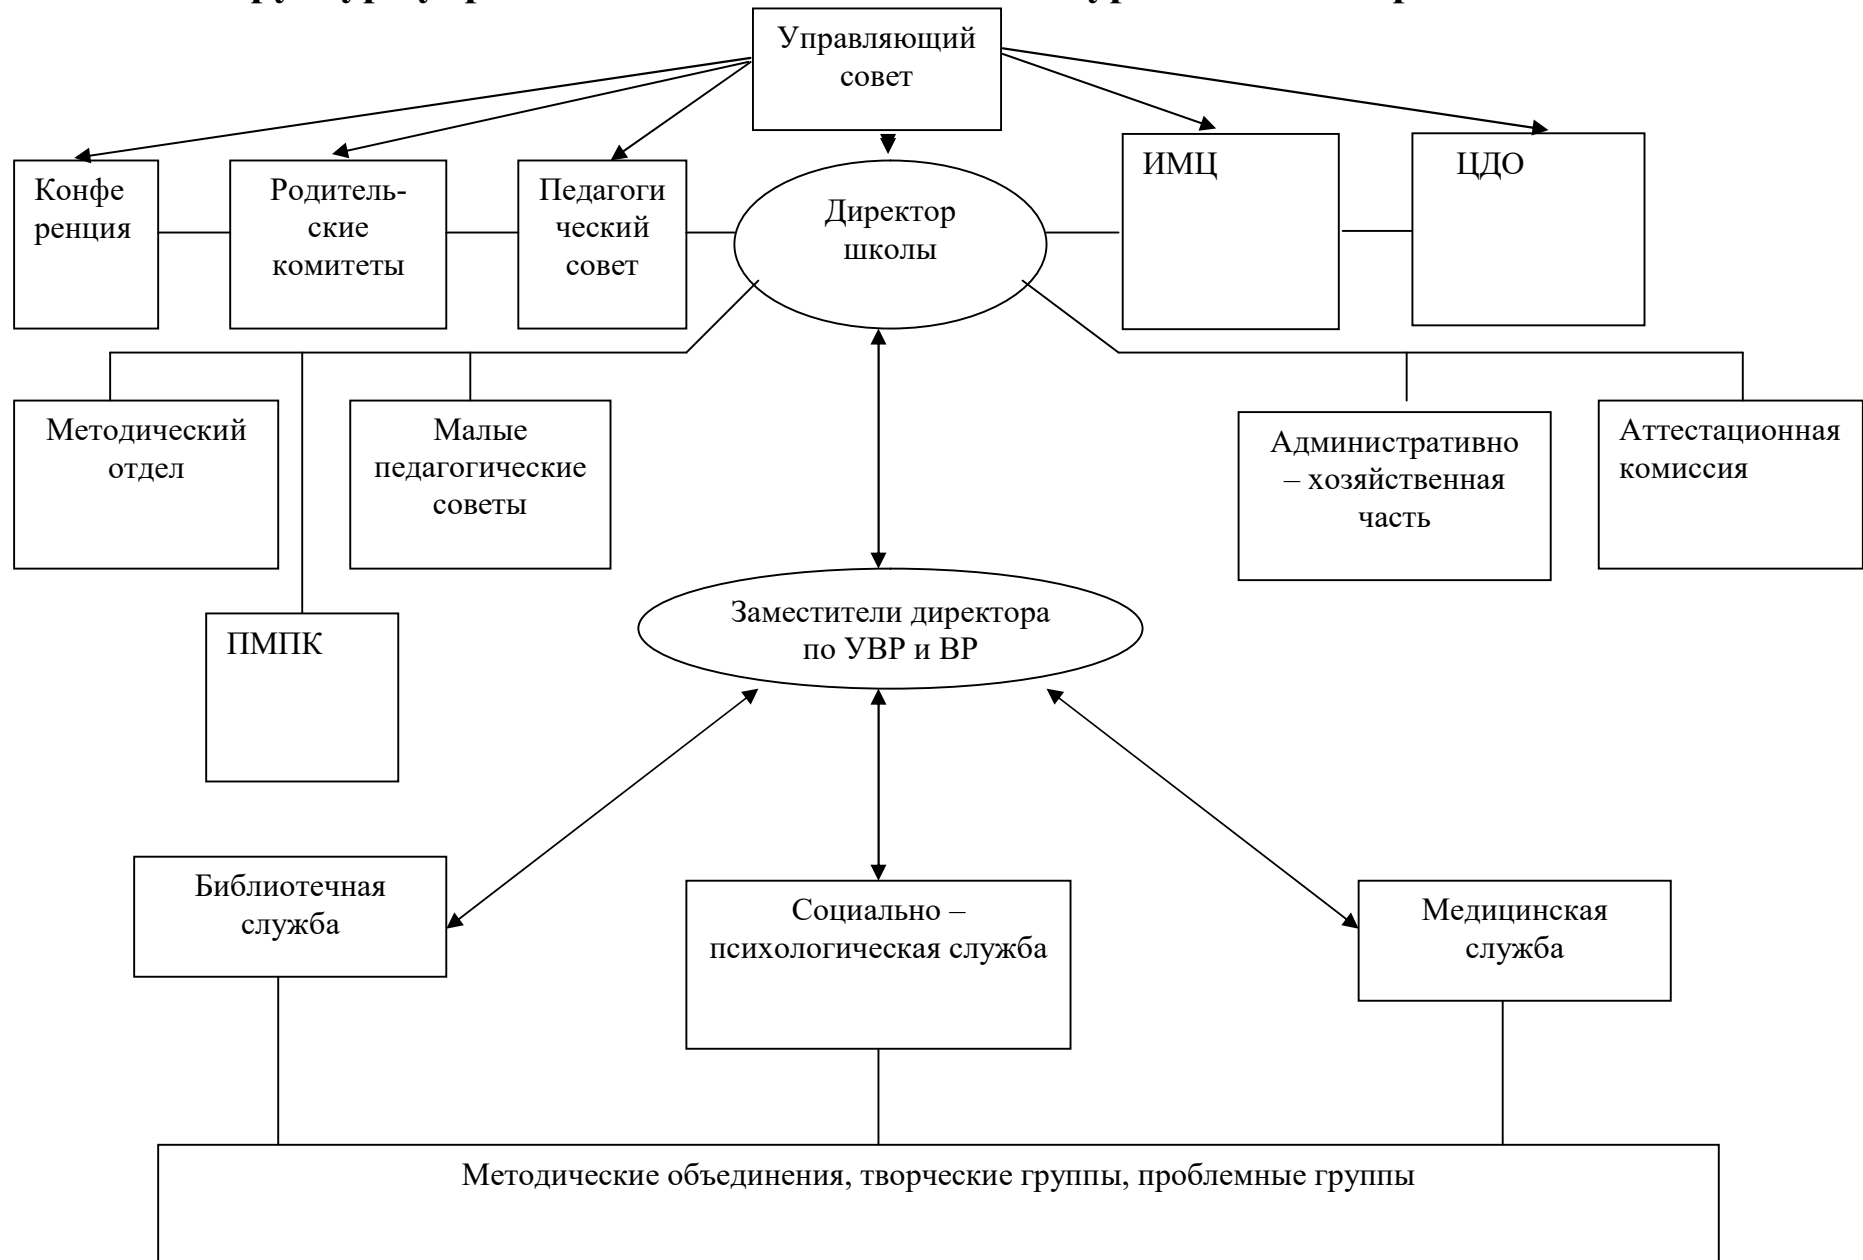 Управляющий
совет
Конфе
ренция
Родитель-
ские
комитеты
Педагоги
ческий
совет
Директор
школы
ИМЦ
ЦДО
Методический
отдел
Малые
педагогические
советы
Административно
– хозяйственная
часть
Аттестационная
комиссия
ПМПК
Заместители директора
по УВР и ВР
Библиотечная
служба
Социально –
психологическая служба
Медицинская
служба
Методические объединения, творческие группы, проблемные группы